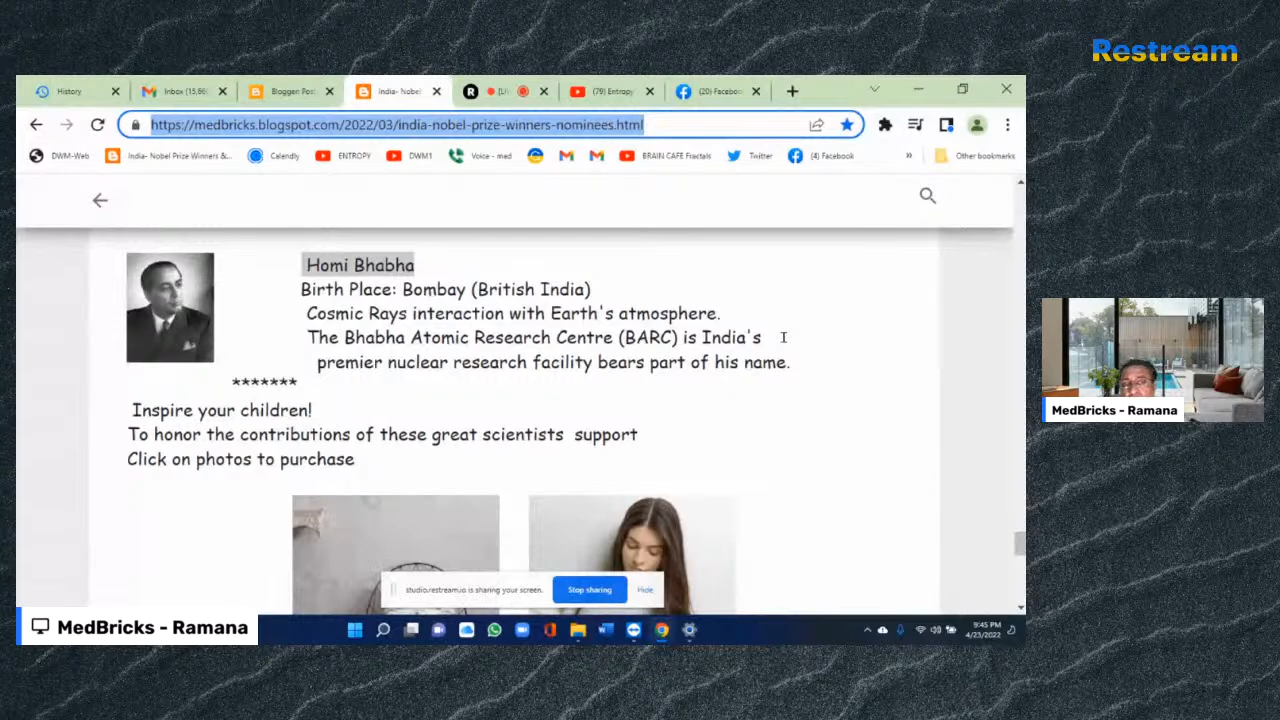 Restream
History
Inbox (15,66
Blogger: Pos
India- Nobel
(79) Entropy
(20) Faceboo
https://medbricks.blogspot.com/2022/03/india-nobel-prize-winners-nominees.html
DWM-Web
India- Nobel Prize Winners &...
Calendly
ENTROPY
DWM1
Voice - med
BRAIN CAFE Fractals
Twitter
(4) Facebook
»
Other bookmarks
Homi Bhabha
Birth Place: Bombay (British India)
Cosmic Rays interaction with Earth's atmosphere.
The Bhabha Atomic Research Centre (BARC) is India's
premier nuclear research facility bears part of his name.
*******
Inspire your children!
To honor the contributions of these great scientists support
Click on photos to purchase
studio.restream.io is sharing your screen.
Stop sharing
Hide
MedBricks - Ramana
9:45 PM
4/23/2022
MedBricks - Ramana